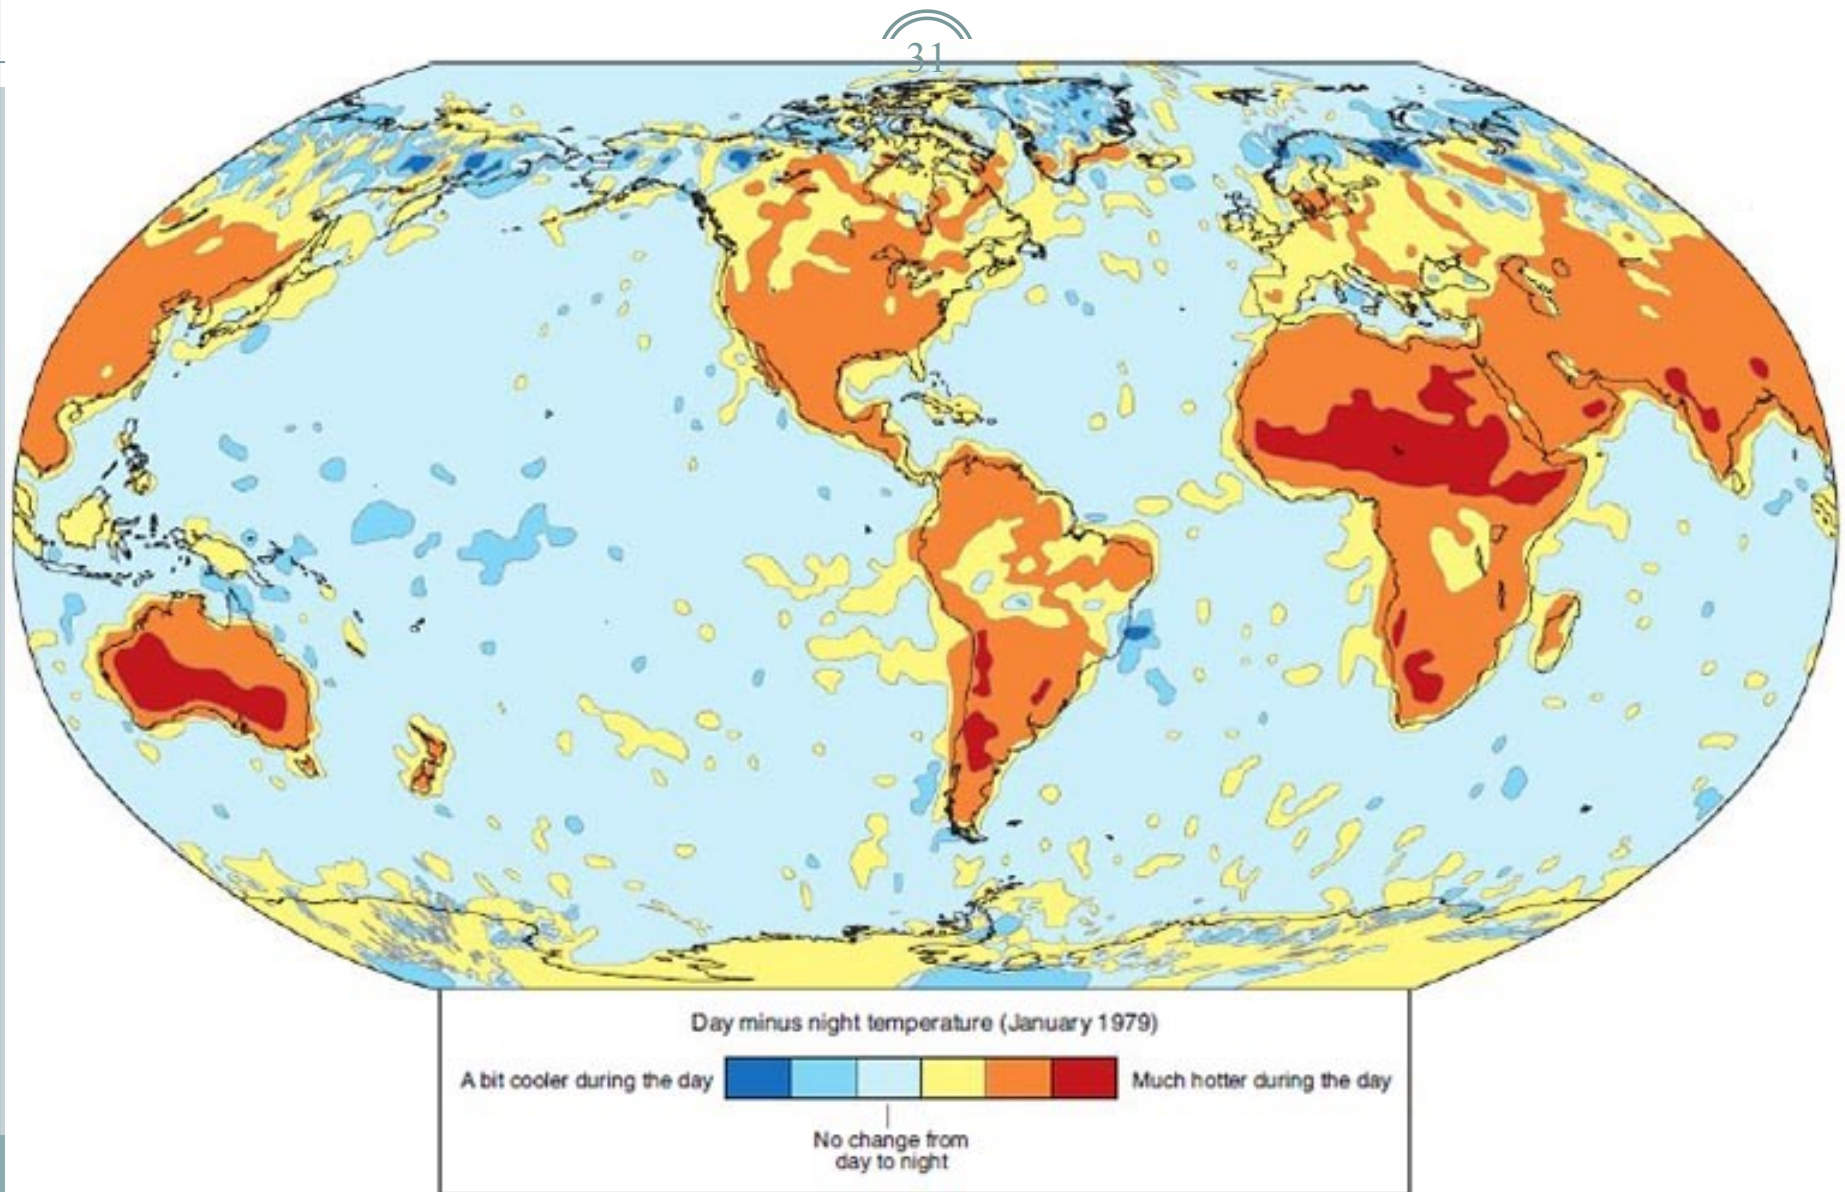 31
Day minus night temperature (January 1979)
A bit cooler during the day
Much hotter during the day
No change from
day to night